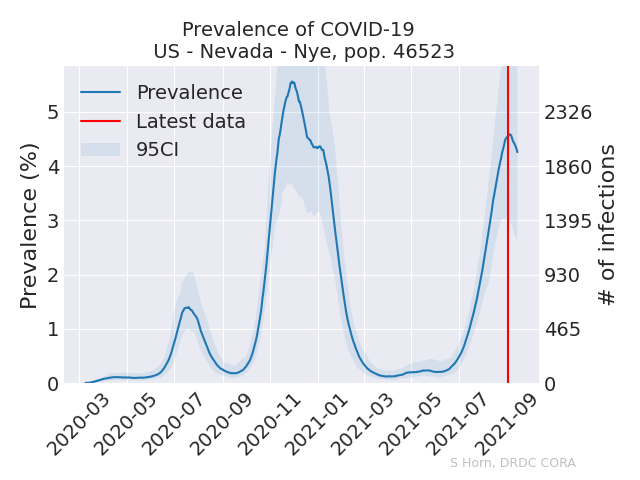 Prevalence of COVID-19
US - Nevada - Nye, pop. 46523
Prevalence
Latest data
95CI
Prevalence (%)
5
4
3
2
1
0
2326
1860
1395
930
465
0
# of infections
2020-03
2020-05
2020-07
2020-09
2020-11
2021-01
2021-03
2021-05
2021-07
2021-09
S Horn, DRDC CORA